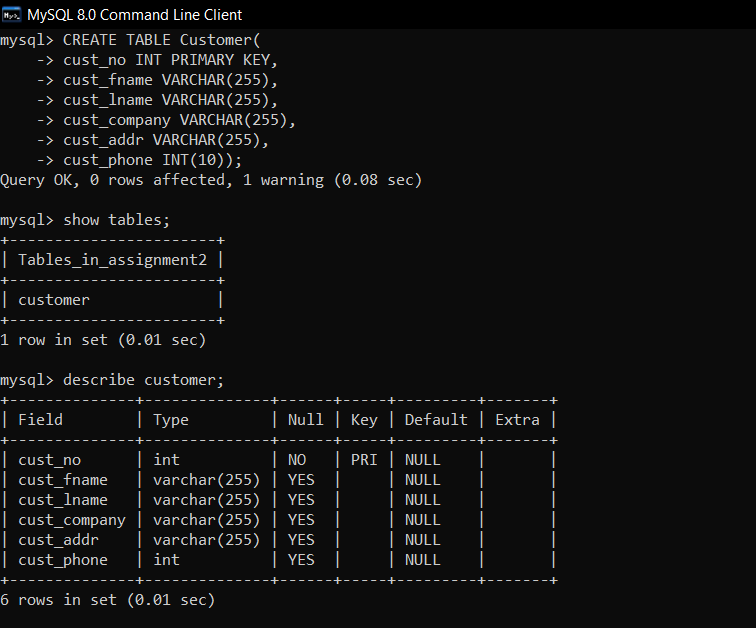 MySQL 8.0 Command Line Client
mysql> CREATE TABLE Customer(
    -> cust_no INT PRIMARY KEY,
    -> cust_fname VARCHAR(255),
    -> cust_lname VARCHAR(255),
    -> cust_company VARCHAR(255),
    -> cust_addr VARCHAR(255),
    -> cust_phone INT(10));
Query OK, 0 rows affected, 1 warning (0.08 sec)
mysql> show tables;
+-----------------------+
| Tables_in_assignment2 |
+-----------------------+
| customer              |
+-----------------------+
1 row in set (0.01 sec)
mysql> describe customer;
+--------------+--------------+------+-----+---------+-------+
| Field        | Type         | Null | Key | Default | Extra |
+--------------+--------------+------+-----+---------+-------+
| cust_no      | int          | NO   | PRI | NULL    |       |
| cust_fname   | varchar(255) | YES  |     | NULL    |       |
| cust_lname   | varchar(255) | YES  |     | NULL    |       |
| cust_company | varchar(255) | YES  |     | NULL    |       |
| cust_addr    | varchar(255) | YES  |     | NULL    |       |
| cust_phone   | int          | YES  |     | NULL    |       |
+--------------+--------------+------+-----+---------+-------+
6 rows in set (0.01 sec)